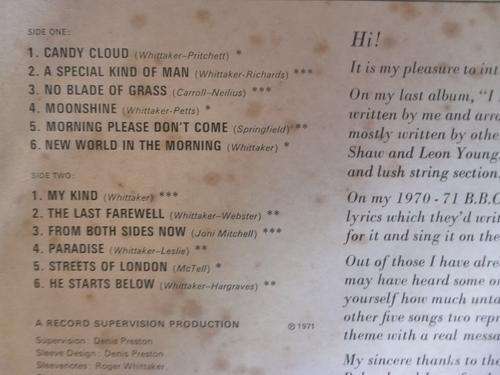 SIDE ONE:
1. CANDY CLOUD (Whittaker–Pritchett) *
2. A SPECIAL KIND OF MAN (Whittaker-Richards) ***
3. NO BLADE OF GRASS (Carroll–Neilius) ***
4. MOONSHINE (Whittaker-Petts) *
5. MORNING PLEASE DON'T COME (Springfield) **
6. NEW WORLD IN THE MORNING (Whittaker) *
SIDE TWO:
1. MY KIND (Whittaker) ***
2. THE LAST FAREWELL (Whittaker–Webster) **
3. FROM BOTH SIDES NOW (Joni Mitchell) ***
4. PARADISE (Whittaker–Leslie) **
5. STREETS OF LONDON (McTell) *
6. HE STARTS BELOW (Whittaker–Hargraves) **
A RECORD SUPERVISION PRODUCTION ℗ 1971
Supervision: Denis Preston
Sleeve Design: Denis Preston
Sleevenotes: Roger Whittaker
Hi!
It is my pleasure to int
On my last album, “I
written by me and arra
mostly written by othe
Shaw and Leon Young,
and lush string section.
On my 1970-71 B.B.C
lyrics which they'd writ
for it and sing it on the
Out of those I have alre
may have heard some o
yourself how much unta
other five songs two repr
theme with a real messa
My sincere thanks to the